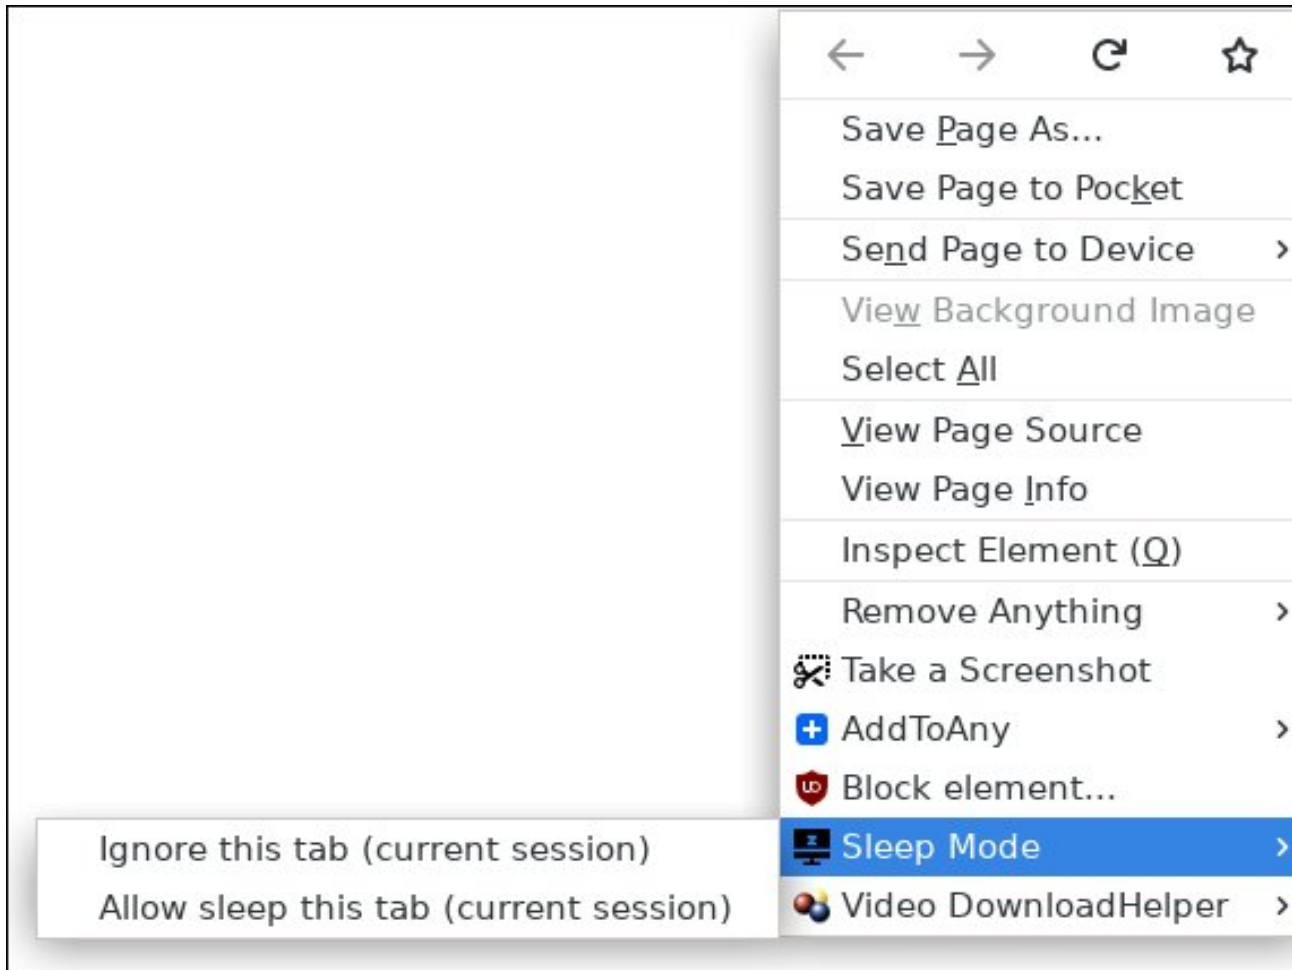 Save Page As...
Save Page to Pocket
Send Page to Device
View Background Image
Select All
View Page Source
View Page Info
Inspect Element (Q)
Remove Anything
Take a Screenshot
AddToAny
Block element...
Sleep Mode
Ignore this tab (current session)
Allow sleep this tab (current session)
Video DownloadHelper